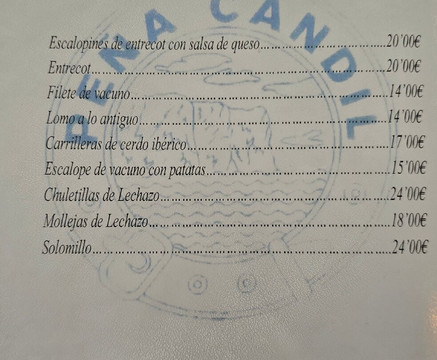 PEÑA CANDIL
Escalopines de entrecot con salsa de queso...............................20'00€
Entrecot...............................20'00€
Filete de vacuno...............................14'00€
Lomo a lo antiguo...............................14'00€
Carrilleras de cerdo ibérico...............................17'00€
Escalope de vacuno con patatas...............................15'00€
Chuletillas de Lechazo...............................24'00€
Mollejas de Lechazo...............................18'00€
Solomillo...............................24'00€